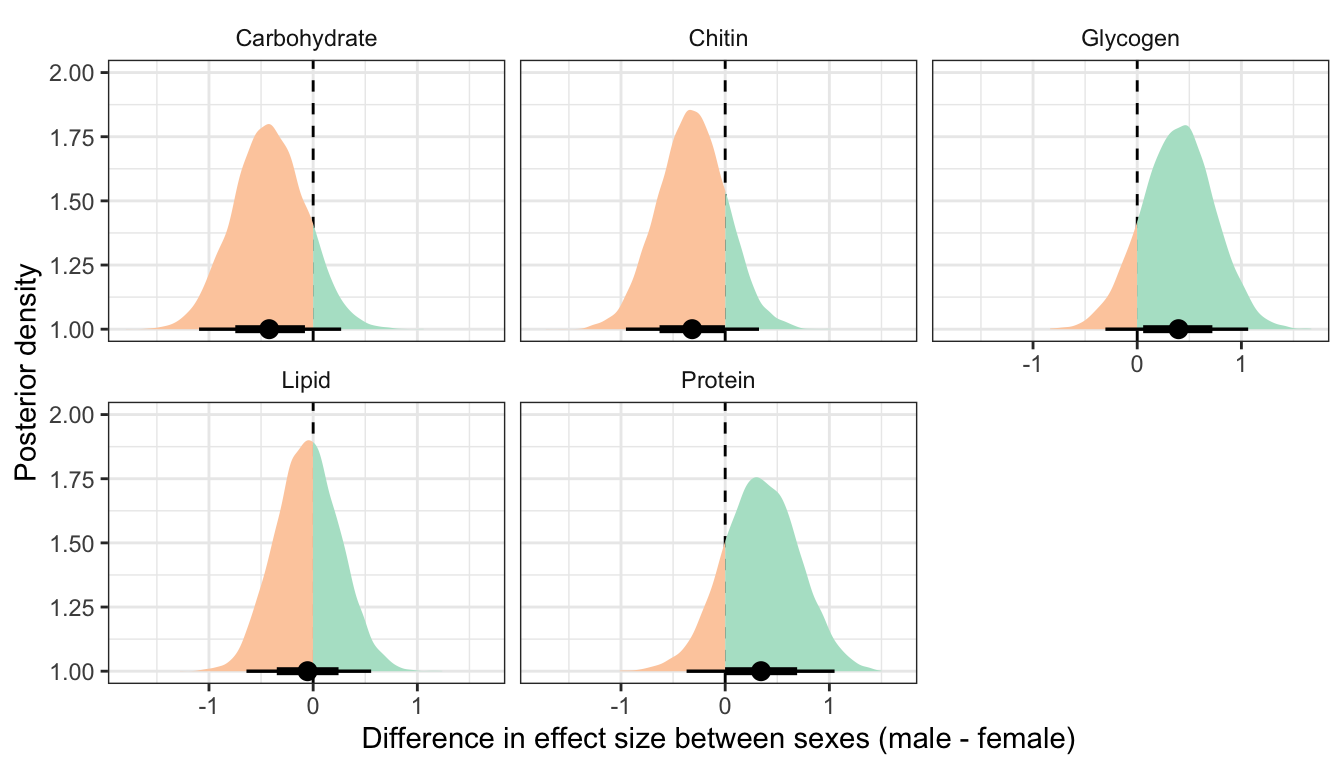 Carbohydrate
Chitin
Glycogen
2.00
1.75
1.50
1.25
1.00
-1 0 1
Lipid
Protein
2.00
1.75
1.50
1.25
1.00
-1 0 1
-1 0 1
Posterior density
Difference in effect size between sexes (male - female)